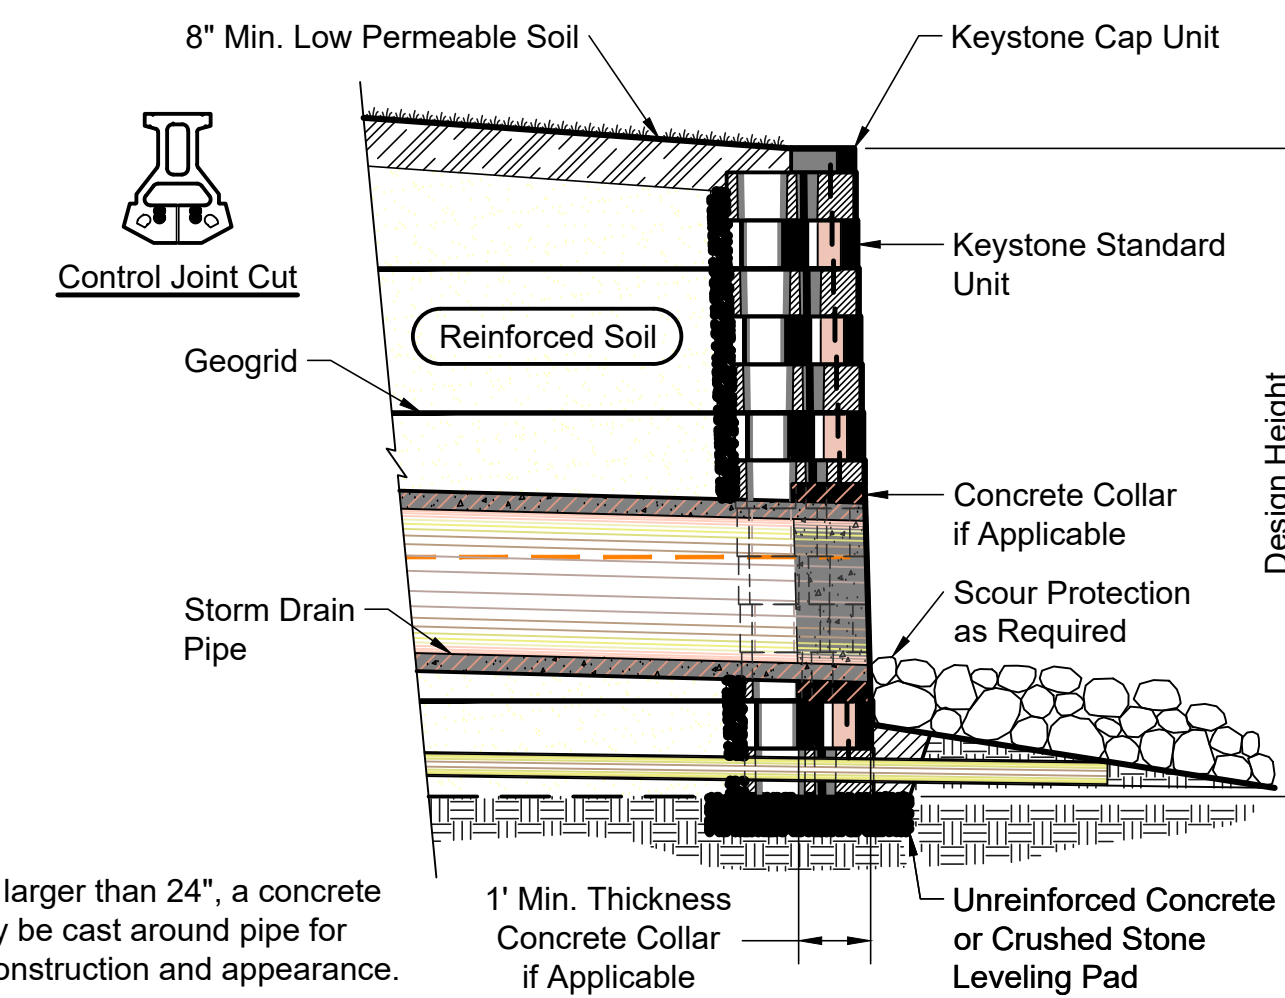 8" Min. Low Permeable Soil
Keystone Cap Unit
Control Joint Cut
Keystone Standard
Unit
Reinforced Soil
Geogrid
Design Height
Concrete Collar
if Applicable
Storm Drain
Pipe
Scour Protection
as Required
larger than 24", a concrete
be cast around pipe for
onstruction and appearance.
1' Min. Thickness
Concrete Collar
if Applicable
Unreinforced Concrete
or Crushed Stone
Leveling Pad